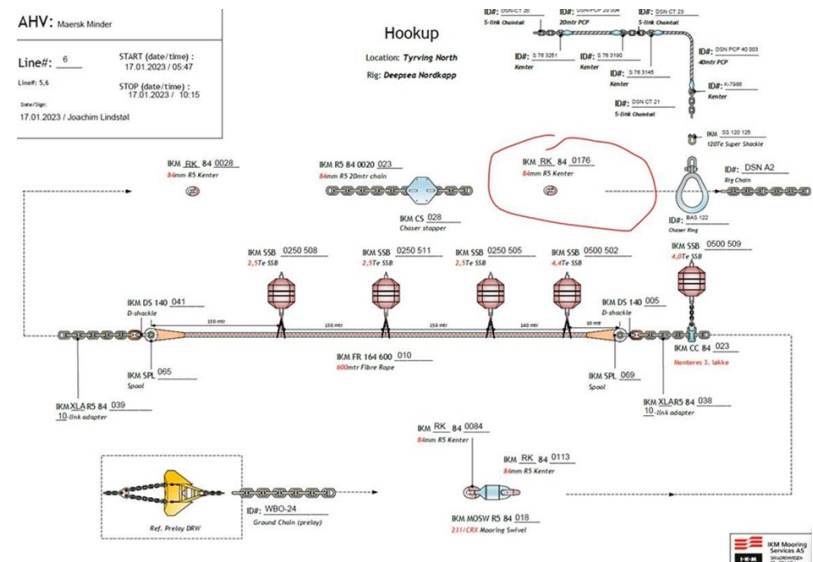 AHV: Maersk Minder
Line#: 6
START (date/time) :
17.01.2023 / 05:47
Line#: 5,6
STOP (date/time) :
17.01.2023 / 10:15
Date/Sign:
17.01.2023 / Joachim Lindstøl
Hookup
Location: Tyrving North
Rig: Deepsea Nordkapp
5-link Chaintail
20mtr PCP
ID#: DSN CT 23
5-link Chaintail
ID#: S 76 3251
Kenter
ID#: S 76 3190
Kenter
ID#: S 76 3145
Kenter
ID#: DSN PCP 40 003
40mtr PCP
ID#: K-7986
Kenter
ID#: DSN CT 21
5-link Chaintail
IKM SS 120 125
120Te Super Shackle
IKM RK 84 0028
84mm R5 Kenter
IKM R5 84 0020 023
84mm R5 20mtr chain
IKM CS 028
Chaser stopper
IKM RK 84 0176
84mm R5 Kenter
ID#: DSN A2
Rig Chain
ID#: BAS 122
Chaser Ring
IKM SSB 0250 508
2,5Te SSB
IKM SSB 0250 511
2,5Te SSB
IKM SSB 0250 505
2,5Te SSB
IKM SSB 0500 502
4,4Te SSB
IKM SSB 0500 509
4,0Te SSB
IKM DS 140 041
D-shackle
IKM DS 140 005
D-shackle
150 mtr
150 mtr
150 mtr
140 mtr
10 mtr
IKM FR 164 600 010
600mtr Fibre Rope
IKM CC 84 023
Monteres 3. løkke
IKM SPL 065
Spool
IKM SPL 069
Spool
IKM XLAR5 84 039
10-link adapter
IKM XLAR5 84 038
10-link adapter
IKM RK 84 0084
84mm R5 Kenter
IKM RK 84 0113
84mm R5 Kenter
Ref. Prelay DRW
ID#: WBO-24
Ground Chain (prelay)
IKM MOSW R5 84 018
231/CRX Mooring Swivel
IKM Mooring
Services AS